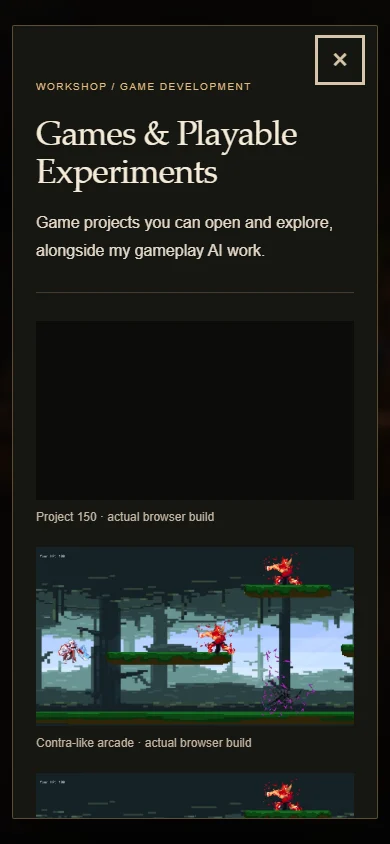 ×
WORKSHOP / GAME DEVELOPMENT
Games & Playable
Experiments
Game projects you can open and explore,
alongside my gameplay AI work.
Project 150 · actual browser build
Contra-like arcade · actual browser build